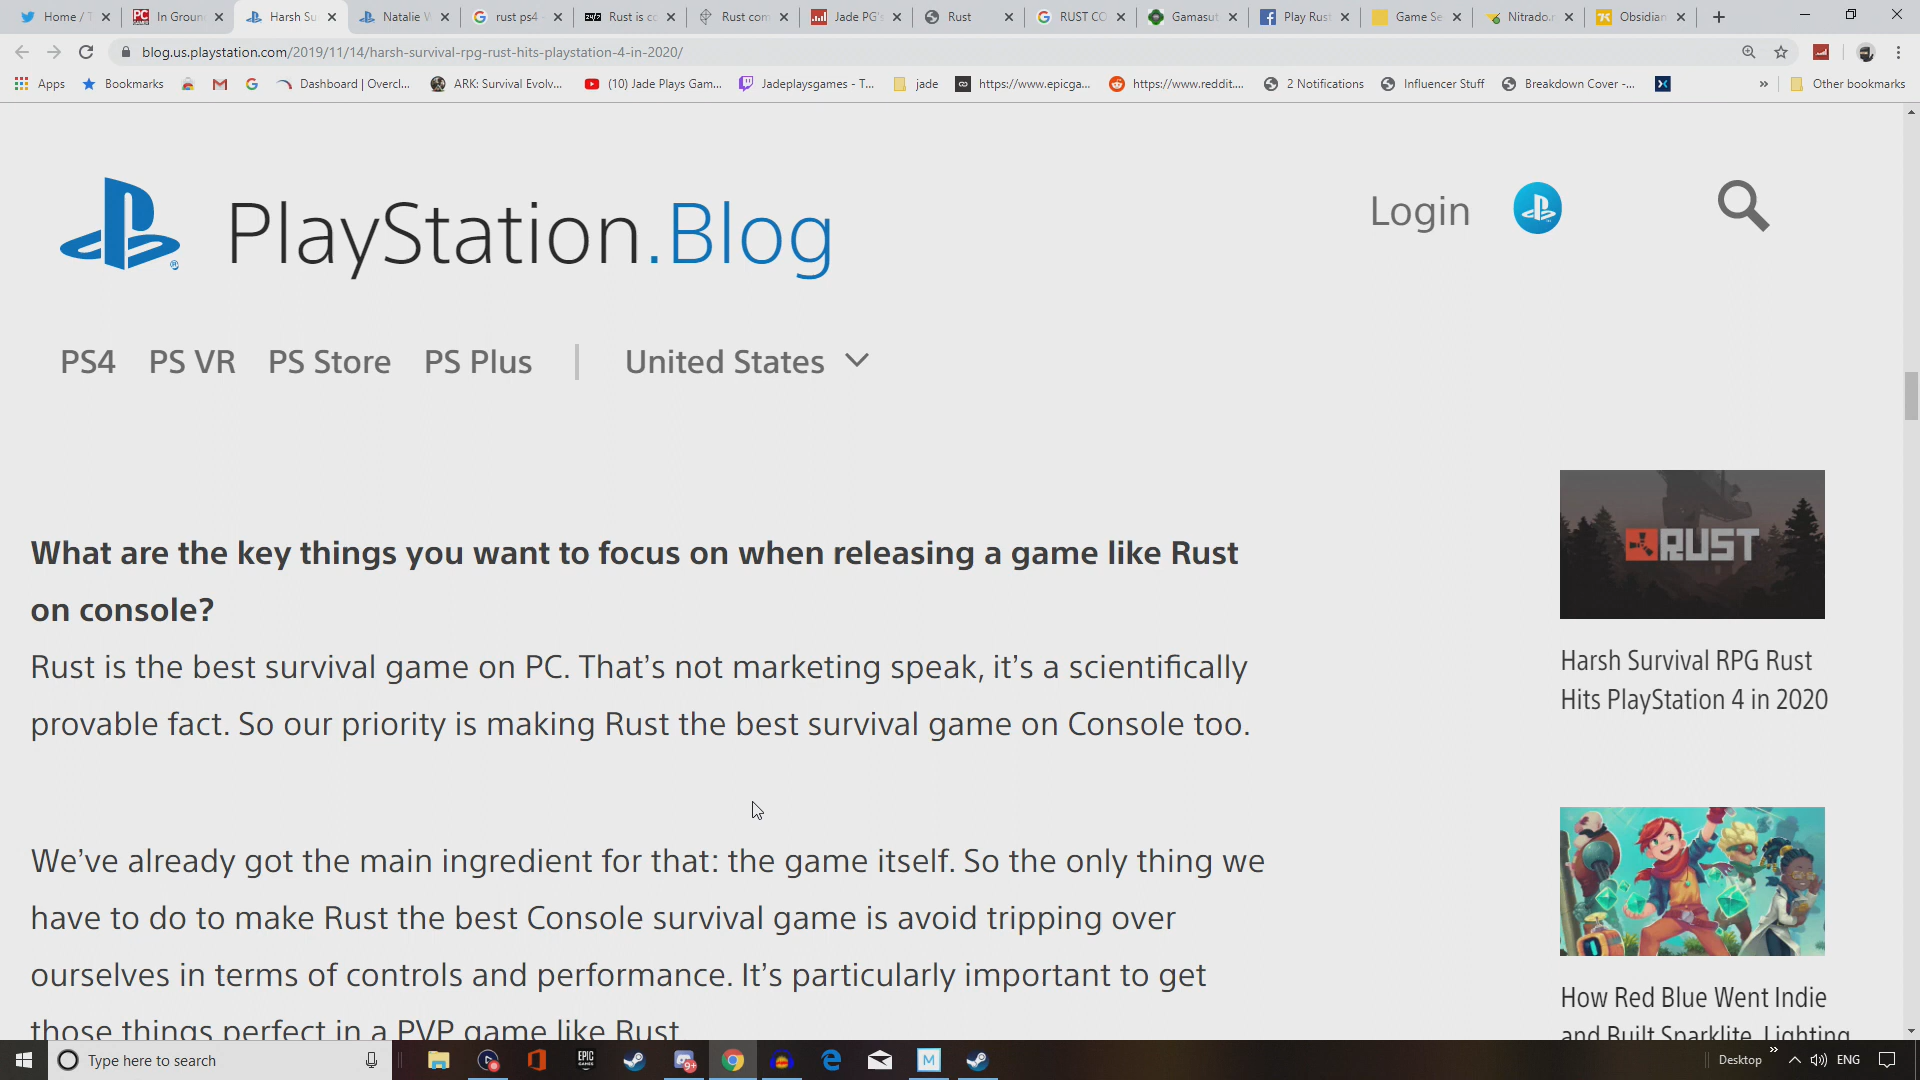 Home / T
In Groun
Harsh Su
Natalie W
rust ps4
Rust is co
Rust com
Jade PG's
Rust
RUST CO
Gamasut
Play Rust
Game Se
Nitrado.n
Obsidian
blog.us.playstation.com/2019/11/14/harsh-survival-rpg-rust-hits-playstation-4-in-2020/
Apps
Bookmarks
Dashboard | Overcl...
ARK: Survival Evolv...
(10) Jade Plays Gam...
Jadeplaysgames - T...
jade
https://www.epicga...
https://www.reddit....
2 Notifications
Influencer Stuff
Breakdown Cover -...
»
Other bookmarks
PlayStation.Blog
Login
PS4 PS VR PS Store PS Plus | United States
What are the key things you want to focus on when releasing a game like Rust
on console?
Rust is the best survival game on PC. That’s not marketing speak, it’s a scientifically
provable fact. So our priority is making Rust the best survival game on Console too.
We’ve already got the main ingredient for that: the game itself. So the only thing we
have to do to make Rust the best Console survival game is avoid tripping over
ourselves in terms of controls and performance. It’s particularly important to get
those things perfect in a PVP game like Rust
RUST
Harsh Survival RPG Rust
Hits PlayStation 4 in 2020
How Red Blue Went Indie
and Built Sparklite, Lighting
Type here to search
EPIC
GAMES
9+
M
Desktop
»
ENG